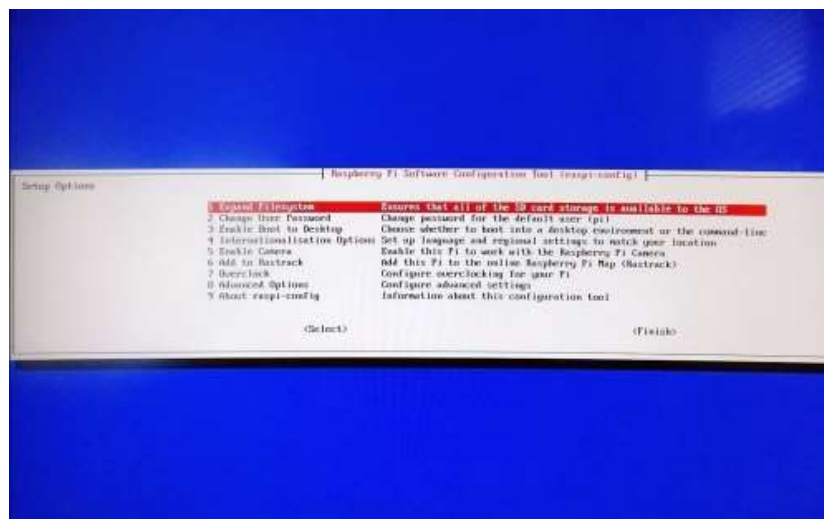 Raspberry Pi Software Configuration Tool (raspi-config)
Setup Options
1 Expand Filesystem Ensures that all of the SD card storage is available to the OS
2 Change User Password Change password for the default user (pi)
3 Enable Boot to Desktop Choose whether to boot into a desktop environment or the command-line
4 Internationalisation Options Set up language and regional settings to match your location
5 Enable Camera Enable this Pi to work with the Raspberry Pi Camera
6 Add to Rastrack Add this Pi to the online Raspberry Pi Map (Rastrack)
7 Overclock Configure overclocking for your Pi
8 Advanced Options Configure advanced settings
9 About raspi-config Information about this configuration tool
<Select> <Finish>